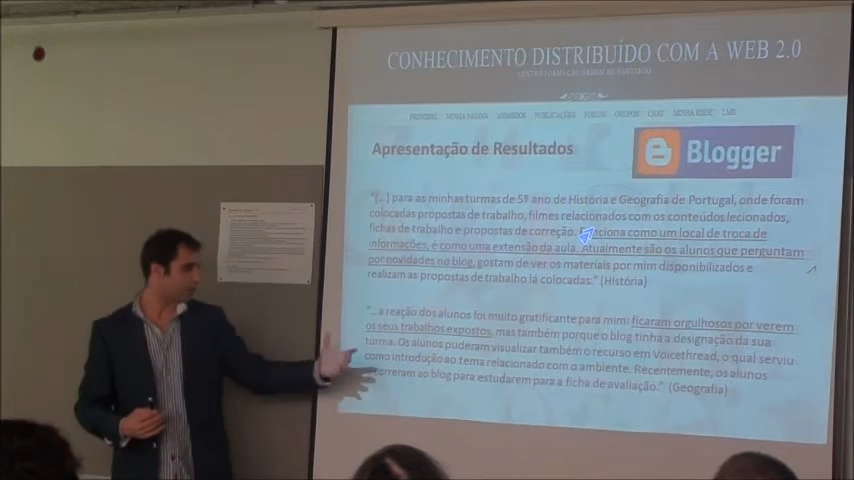 CONHECIMENTO DISTRIBUÍDO COM A WEB 2.0
CENTRO FORMAÇÃO ORDEM DE SANTIAGO
PRINCIPAL MINHA PÁGINA MEMBROS PUBLICAÇÕES FORUM GRUPOS CHAT MINHA REDE LMS
Apresentação de Resultados
Blogger
"(...) para as minhas turmas de 5º ano de História e Geografia de Portugal, onde foram
colocadas propostas de trabalho, filmes relacionados com os conteúdos lecionados,
fichas de trabalho e propostas de correção. como um local de troca de
informações, é como uma extensão da aula. Atualmente são os alunos que perguntam
por novidades no blog, gostam de ver os materiais por mim disponibilizados e
realizam as propostas de trabalho lá colocadas." (História)
"...a reação dos alunos foi muito gratificante para mim: ficaram orgulhosos por verem
os seus trabalhos expostos, mas também porque o blog tinha a designação da sua
turma. Os alunos puderam visualizar também o recurso em Voicethread, o qual serviu
como introdução ao tema relacionado com o ambiente. Recentemente, os alunos
ao blog para estudarem para a ficha de avaliação." (Geografia)